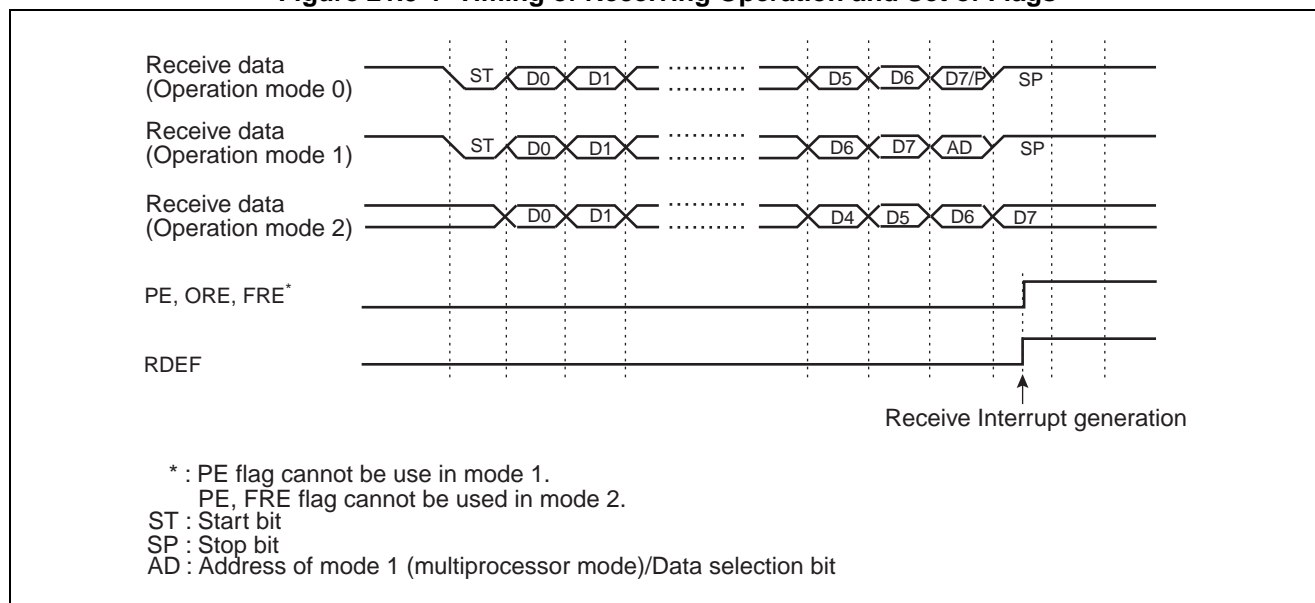 Receive data
(Operation mode 0)
ST D0 D1 ............ D5 D6 D7/P SP
Receive data
(Operation mode 1)
ST D0 D1 ............ D6 D7 AD SP
Receive data
(Operation mode 2)
D0 D1 ............ D4 D5 D6 D7
PE, ORE, FRE*
RDEF
Receive Interrupt generation
* : PE flag cannot be use in mode 1.
PE, FRE flag cannot be used in mode 2.
ST : Start bit
SP : Stop bit
AD : Address of mode 1 (multiprocessor mode)/Data selection bit